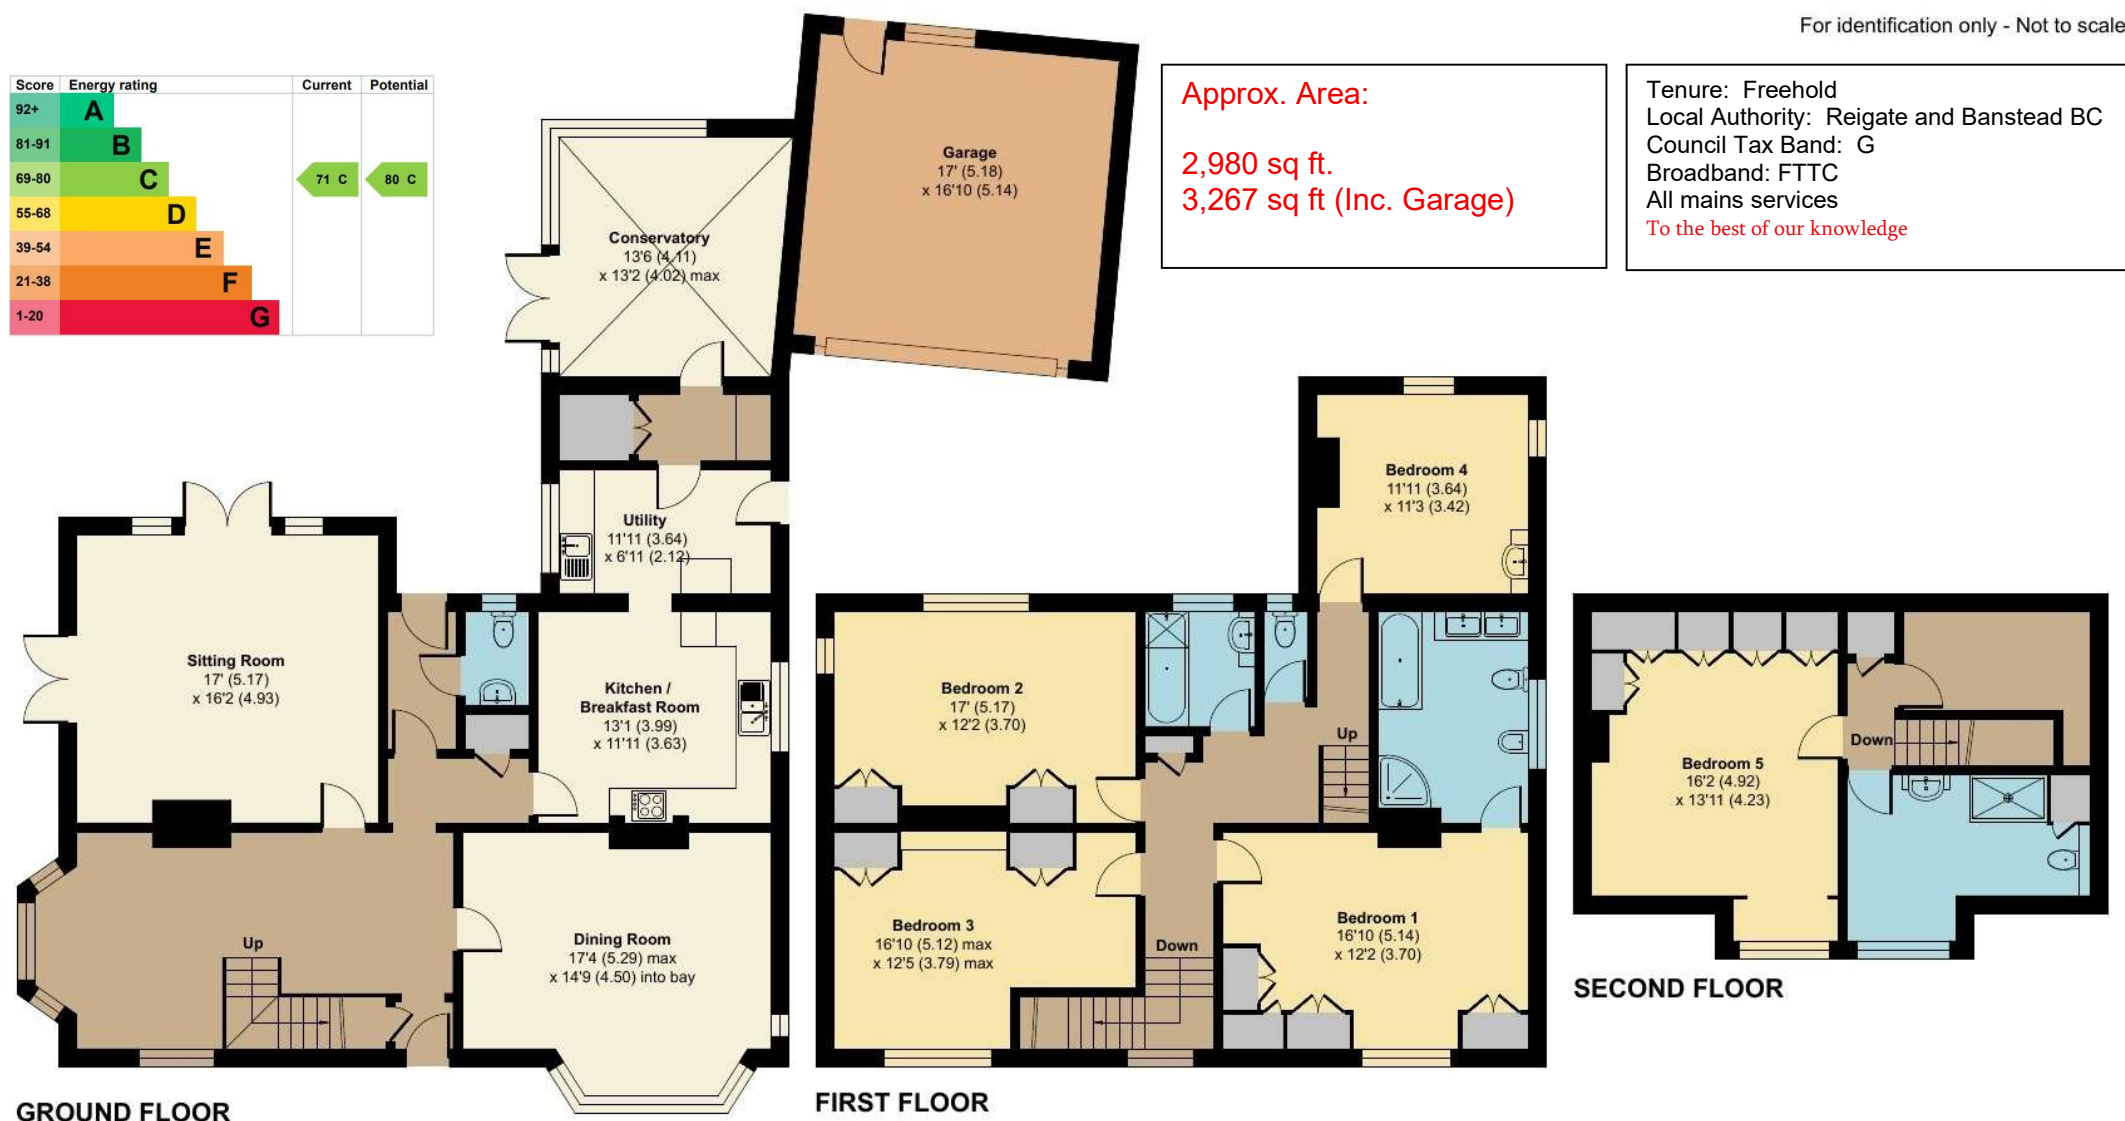 For identification only - Not to scale
Score Energy rating Current Potential
92+ A
81-91 B
69-80 C 71 C 80 C
55-68 D
39-54 E
21-38 F
1-20 G
Approx. Area:
2,980 sq ft.
3,267 sq ft (Inc. Garage)
Tenure: Freehold
Local Authority: Reigate and Banstead BC
Council Tax Band: G
Broadband: FTTC
All mains services
To the best of our knowledge
Garage
17' (5.18)
x 16'10 (5.14)
Conservatory
13'6 (4.11)
x 13'2 (4.02) max
Utility
11'11 (3.64)
x 6'11 (2.12)
Sitting Room
17' (5.17)
x 16'2 (4.93)
Kitchen /
Breakfast Room
13'1 (3.99)
x 11'11 (3.63)
Up
Dining Room
17'4 (5.29) max
x 14'9 (4.50) into bay
GROUND FLOOR
Bedroom 4
11'11 (3.64)
x 11'3 (3.42)
Bedroom 2
17' (5.17)
x 12'2 (3.70)
Up
Bedroom 3
16'10 (5.12) max
x 12'5 (3.79) max
Down
Bedroom 1
16'10 (5.14)
x 12'2 (3.70)
FIRST FLOOR
Down
Bedroom 5
16'2 (4.92)
x 13'11 (4.23)
SECOND FLOOR